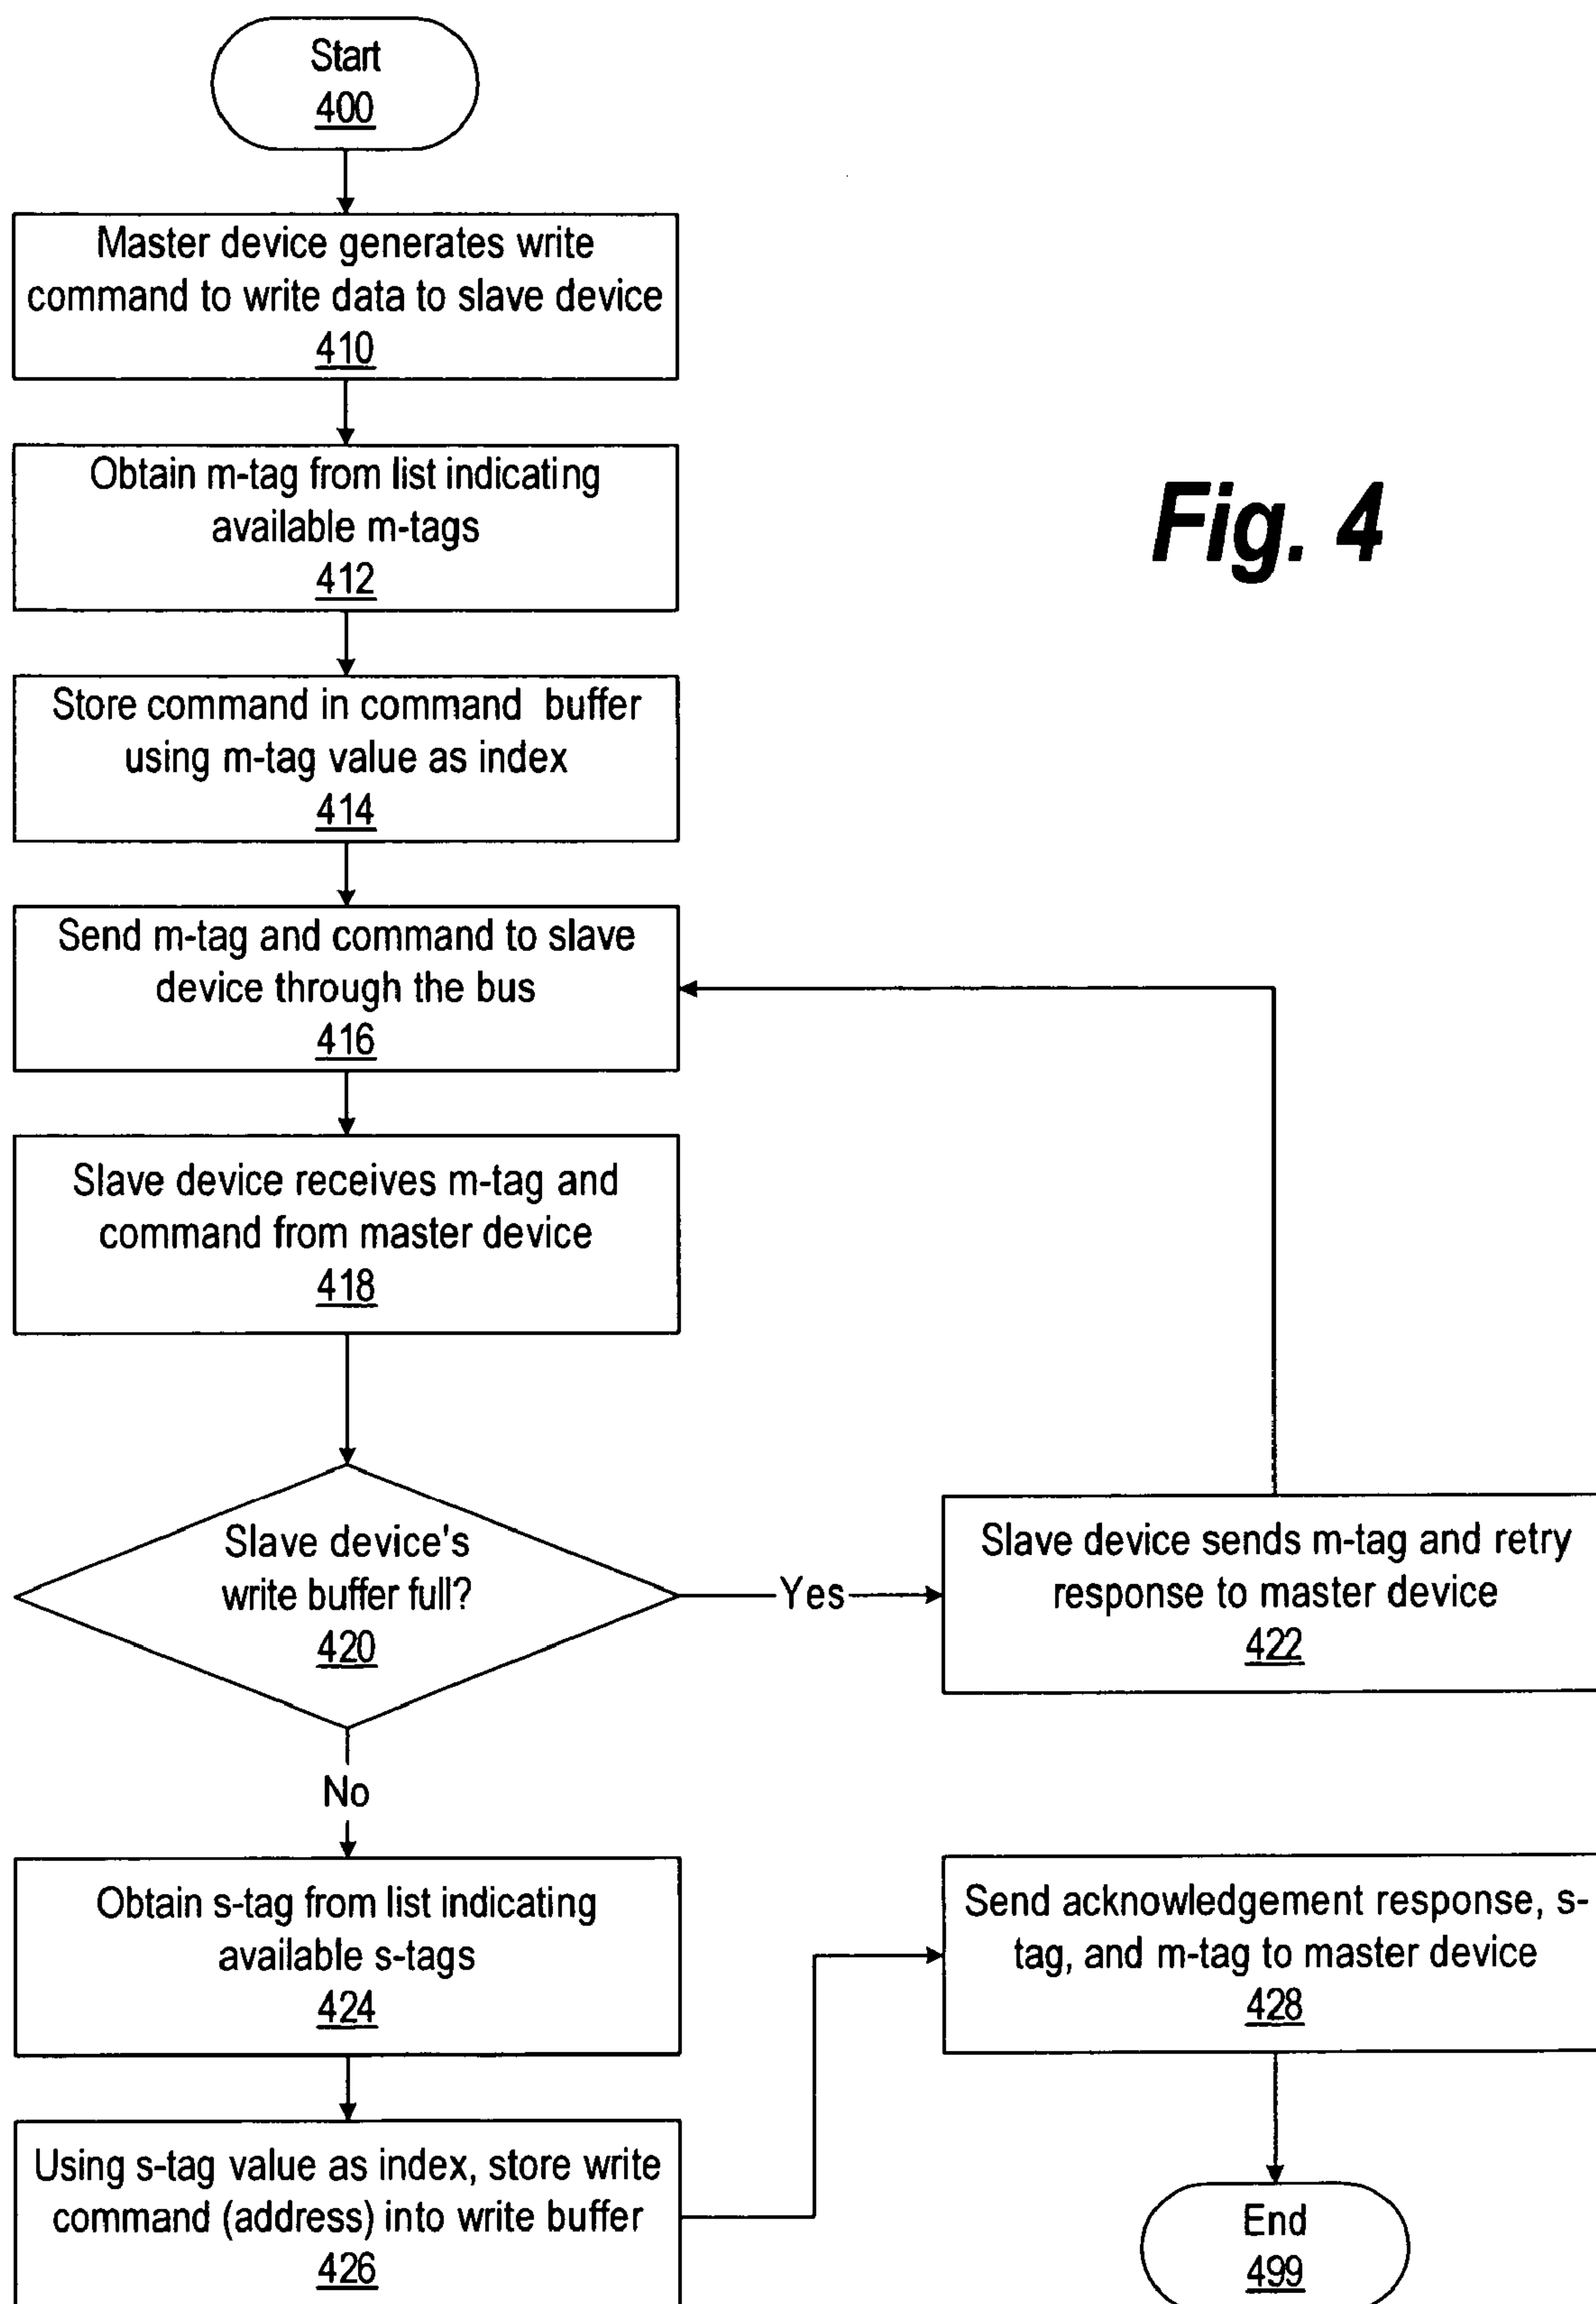 Start
400
Master device generates write
command to write data to slave device
410
Obtain m-tag from list indicating
available m-tags
412
Fig. 4
Store command in command buffer
using m-tag value as index
414
Send m-tag and command to slave
device through the bus
416
Slave device receives m-tag and
command from master device
418
Slave device's
write buffer full?
420
Yes
Slave device sends m-tag and retry
response to master device
422
No
Obtain s-tag from list indicating
available s-tags
424
Using s-tag value as index, store write
command (address) into write buffer
426
Send acknowledgement response, s-
tag, and m-tag to master device
428
End
499